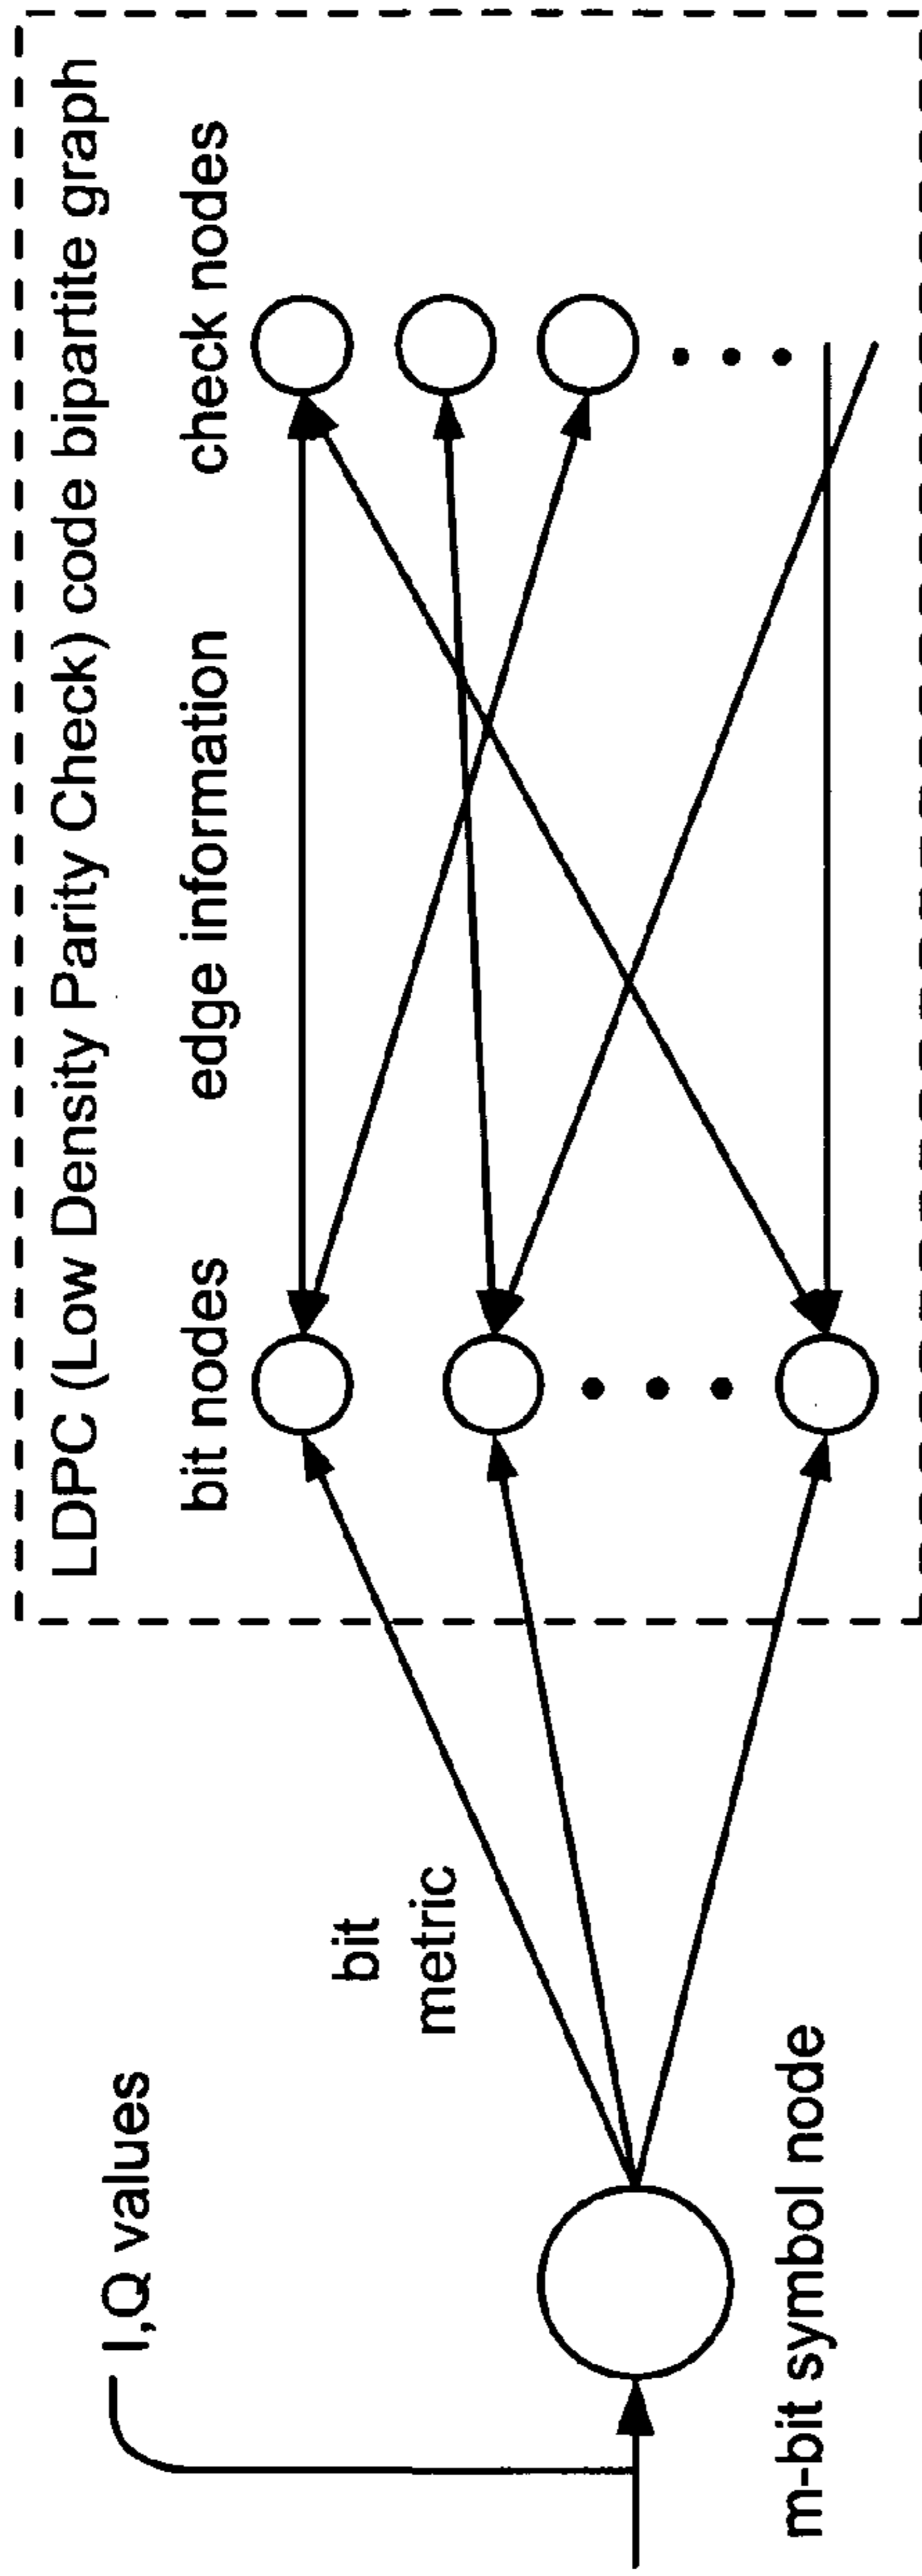 LDPC (Low Density Parity Check) code bipartite graph
bit nodes
edge information
check nodes
I,Q values
bit
metric
m-bit symbol node